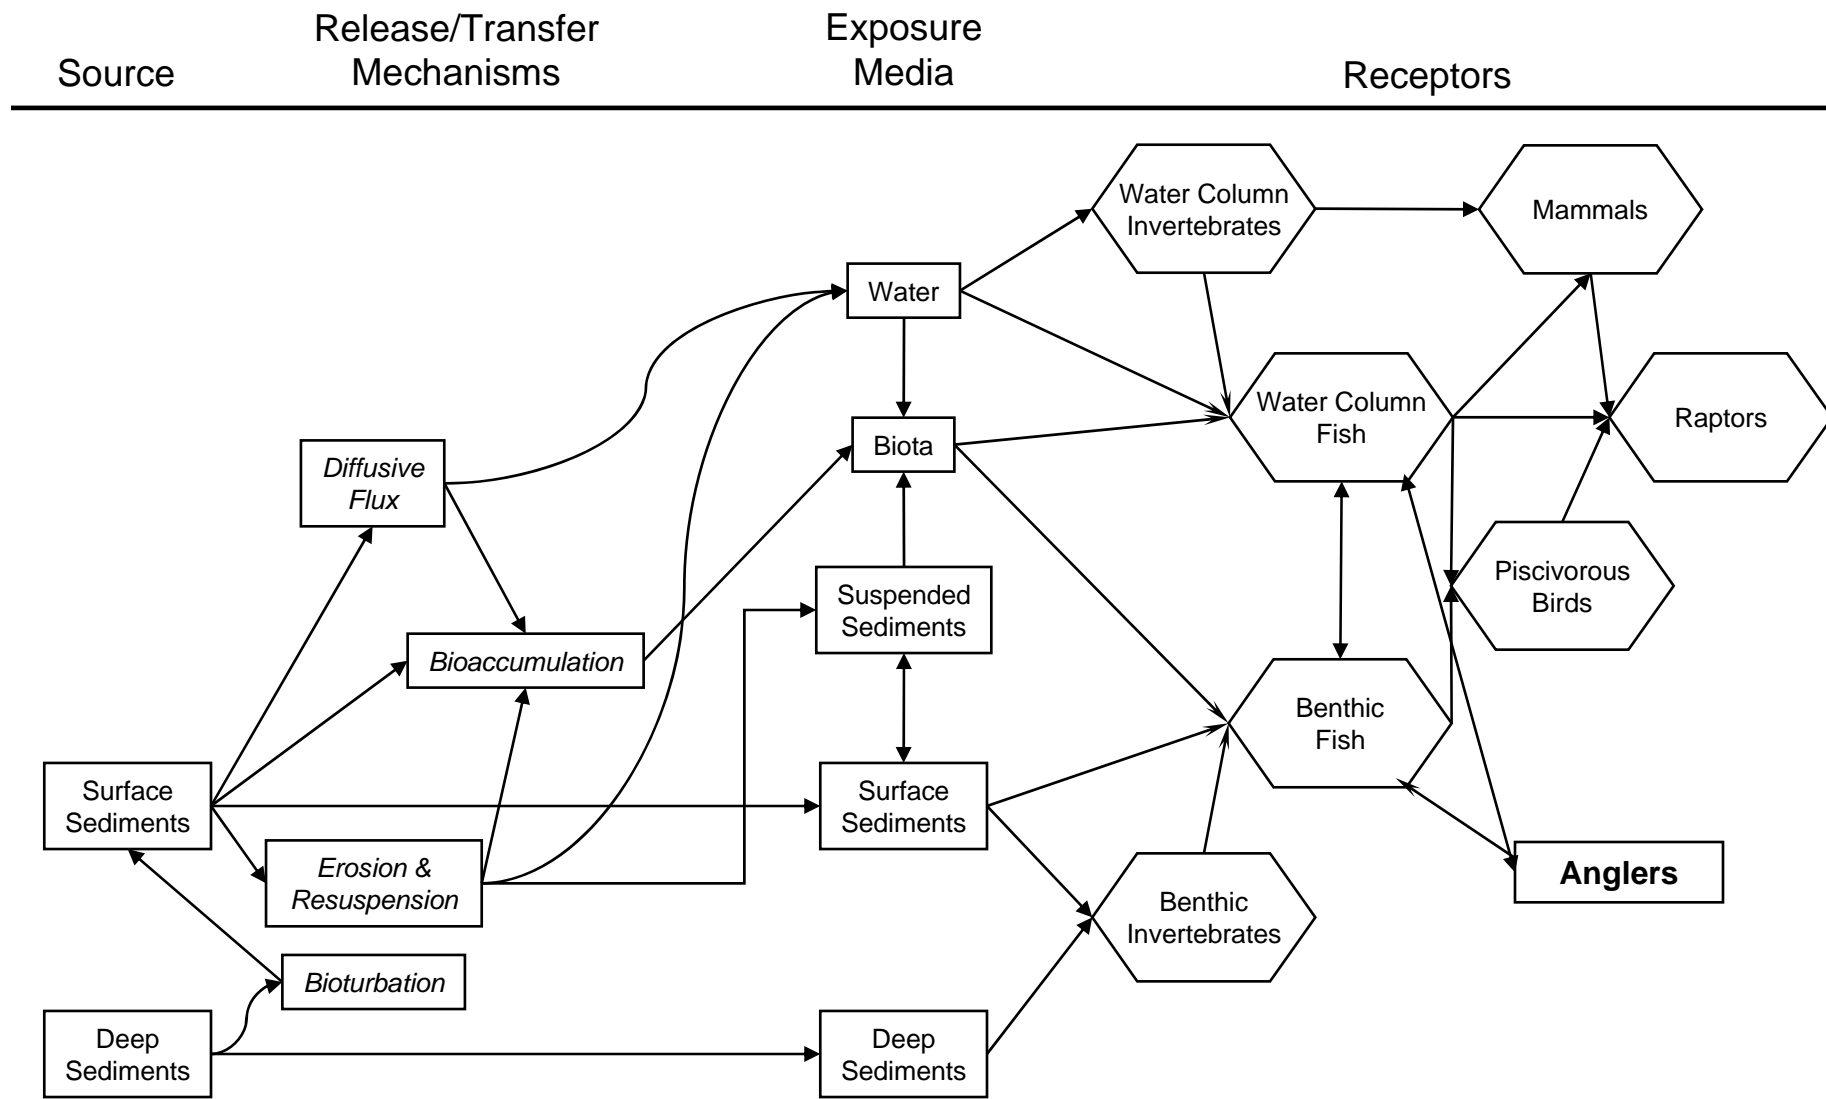 Source
Release/Transfer
Mechanisms
Exposure
Media
Receptors
Water Column
Invertebrates
Mammals
Water
Water Column
Fish
Raptors
Biota
Diffusive
Flux
Piscivorous
Birds
Suspended
Sediments
Bioaccumulation
Benthic
Fish
Surface
Sediments
Surface
Sediments
Erosion &
Resuspension
Anglers
Benthic
Invertebrates
Bioturbation
Deep
Sediments
Deep
Sediments